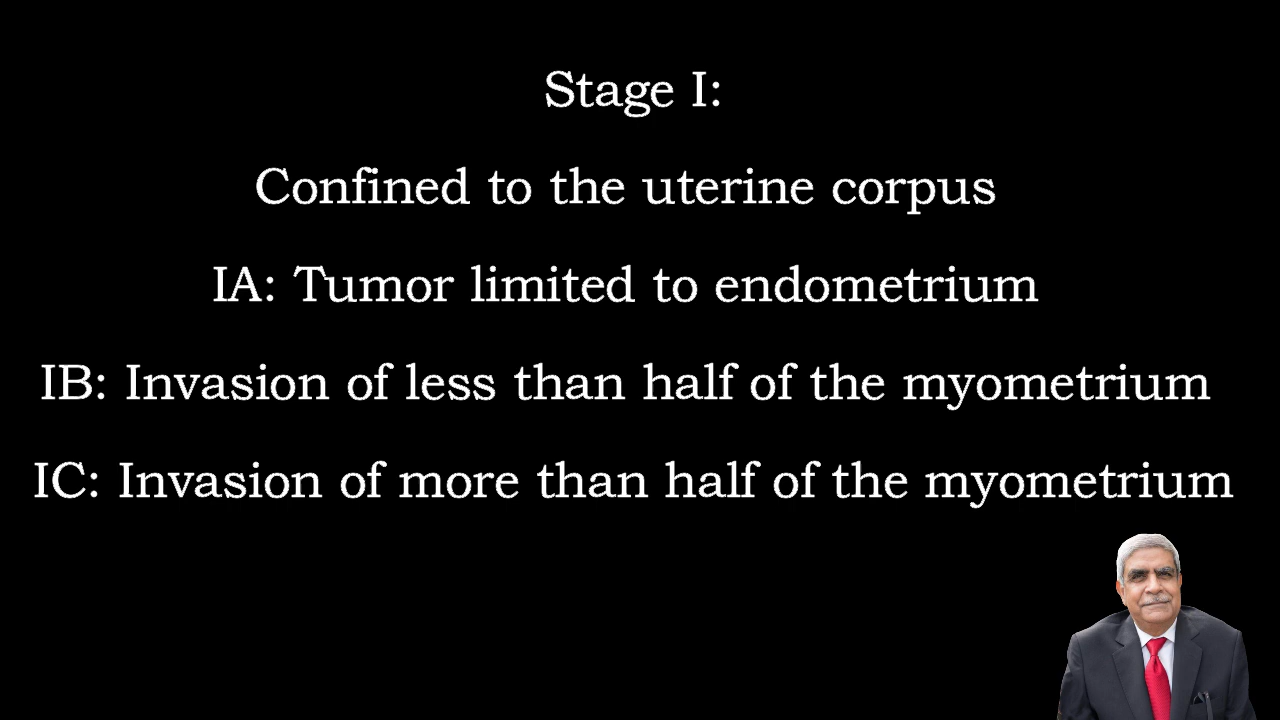 Stage I:
Confined to the uterine corpus
IA: Tumor limited to endometrium
IB: Invasion of less than half of the myometrium
IC: Invasion of more than half of the myometrium